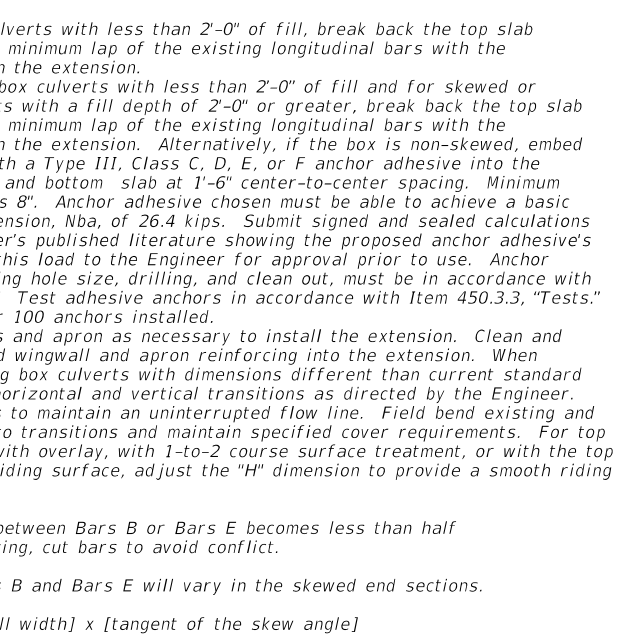 lverts with less than 2'-0" of fill, break back the top slab
minimum lap of the existing longitudinal bars with the
n the extension.
box culverts with less than 2'-0" of fill and for skewed or
s with a fill depth of 2'-0" or greater, break back the top slab
minimum lap of the existing longitudinal bars with the
n the extension.  Alternatively, if the box is non-skewed, embed
th a Type III, Class C, D, E, or F anchor adhesive into the
and bottom  slab at 1'-6" center-to-center spacing.  Minimum
s 8".  Anchor adhesive chosen must be able to achieve a basic
ension, Nba, of 26.4 kips.  Submit signed and sealed calculations
er's published literature showing the proposed anchor adhesive's
this load to the Engineer for approval prior to use.  Anchor
ing hole size, drilling, and clean out, must be in accordance with
Test adhesive anchors in accordance with Item 450.3.3, "Tests."
r 100 anchors installed.
s and apron as necessary to install the extension.  Clean and
d wingwall and apron reinforcing into the extension.  When
g box culverts with dimensions different than current standard
horizontal and vertical transitions as directed by the Engineer.
s to maintain an uninterrupted flow line.  Field bend existing and
to transitions and maintain specified cover requirements.  For top
with overlay, with 1-to-2 course surface treatment, or with the top
iding surface, adjust the "H" dimension to provide a smooth riding
between Bars B or Bars E becomes less than half
ing, cut bars to avoid conflict.
s B and Bars E will vary in the skewed end sections.
ll width] x [tangent of the skew angle]